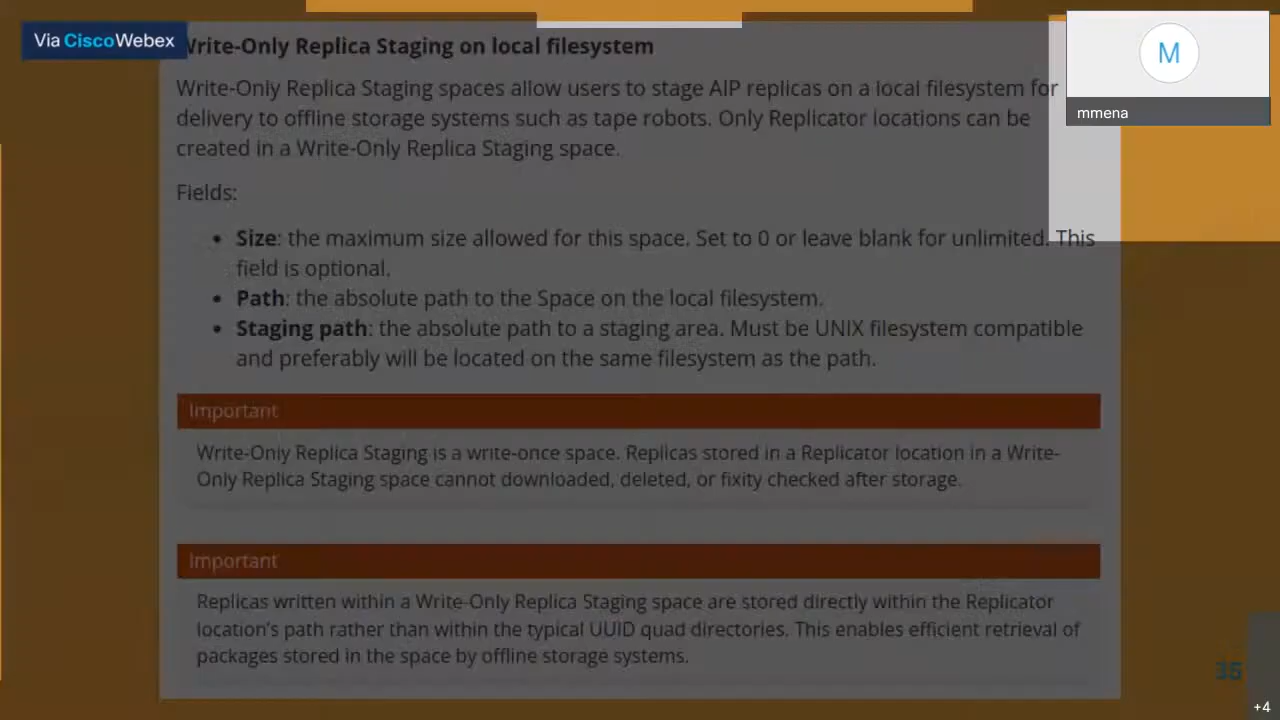 Via CiscoWebex
Write-Only Replica Staging on local filesystem
mmena
M
Write-Only Replica Staging spaces allow users to stage AIP replicas on a local filesystem for
delivery to offline storage systems such as tape robots. Only Replicator locations can be
created in a Write-Only Replica Staging space.
Fields:
• Size: the maximum size allowed for this space. Set to 0 or leave blank for unlimited. This
field is optional.
• Path: the absolute path to the Space on the local filesystem.
• Staging path: the absolute path to a staging area. Must be UNIX filesystem compatible
and preferably will be located on the same filesystem as the path.
Important
Write-Only Replica Staging is a write-once space. Replicas stored in a Replicator location in a Write-
Only Replica Staging space cannot downloaded, deleted, or fixity checked after storage.
Important
Replicas written within a Write-Only Replica Staging space are stored directly within the Replicator
location's path rather than within the typical UUID quad directories. This enables efficient retrieval of
packages stored in the space by offline storage systems.
35
+4